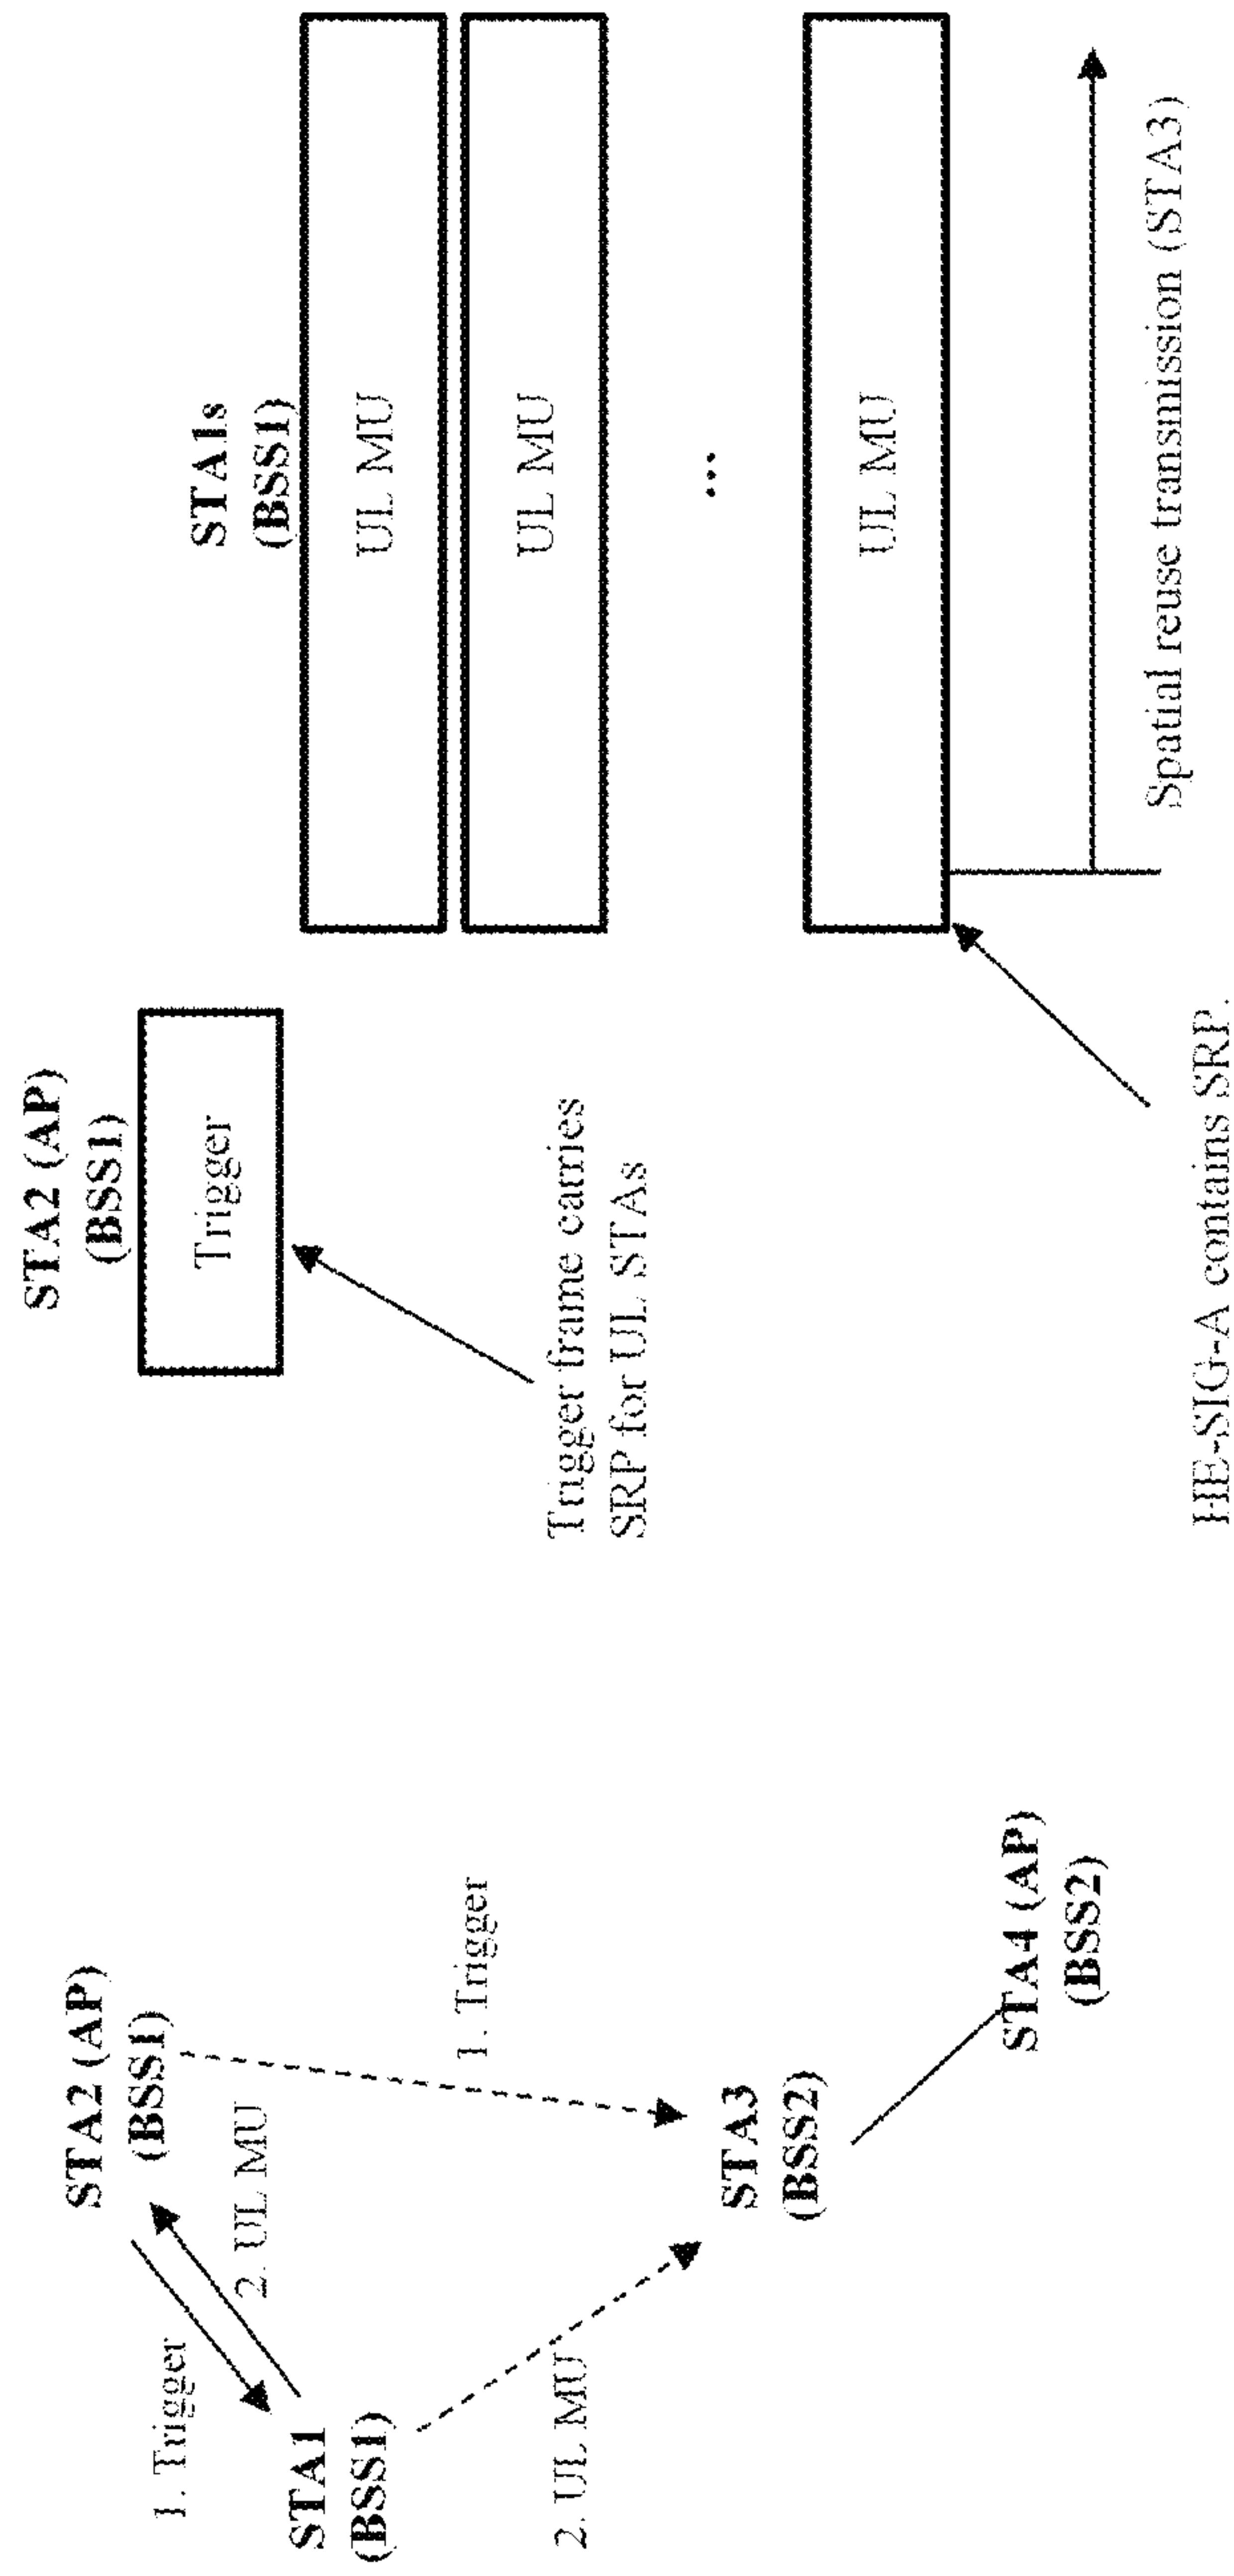 1. Trigger
STA2 (AP)
(BSS1)
2. UL MU
STA1
(BSS1)
1. Trigger
2. UL MU
STA3
(BSS2)
STA4 (AP)
(BSS2)
STA2 (AP)
(BSS1)
Trigger
Trigger frame carries
SRP for UL STAs
STA1s
(BSS1)
UL MU
UL MU
...
UL MU
Spatial reuse transmission (STA3)
HE-SIG-A contains SRP.